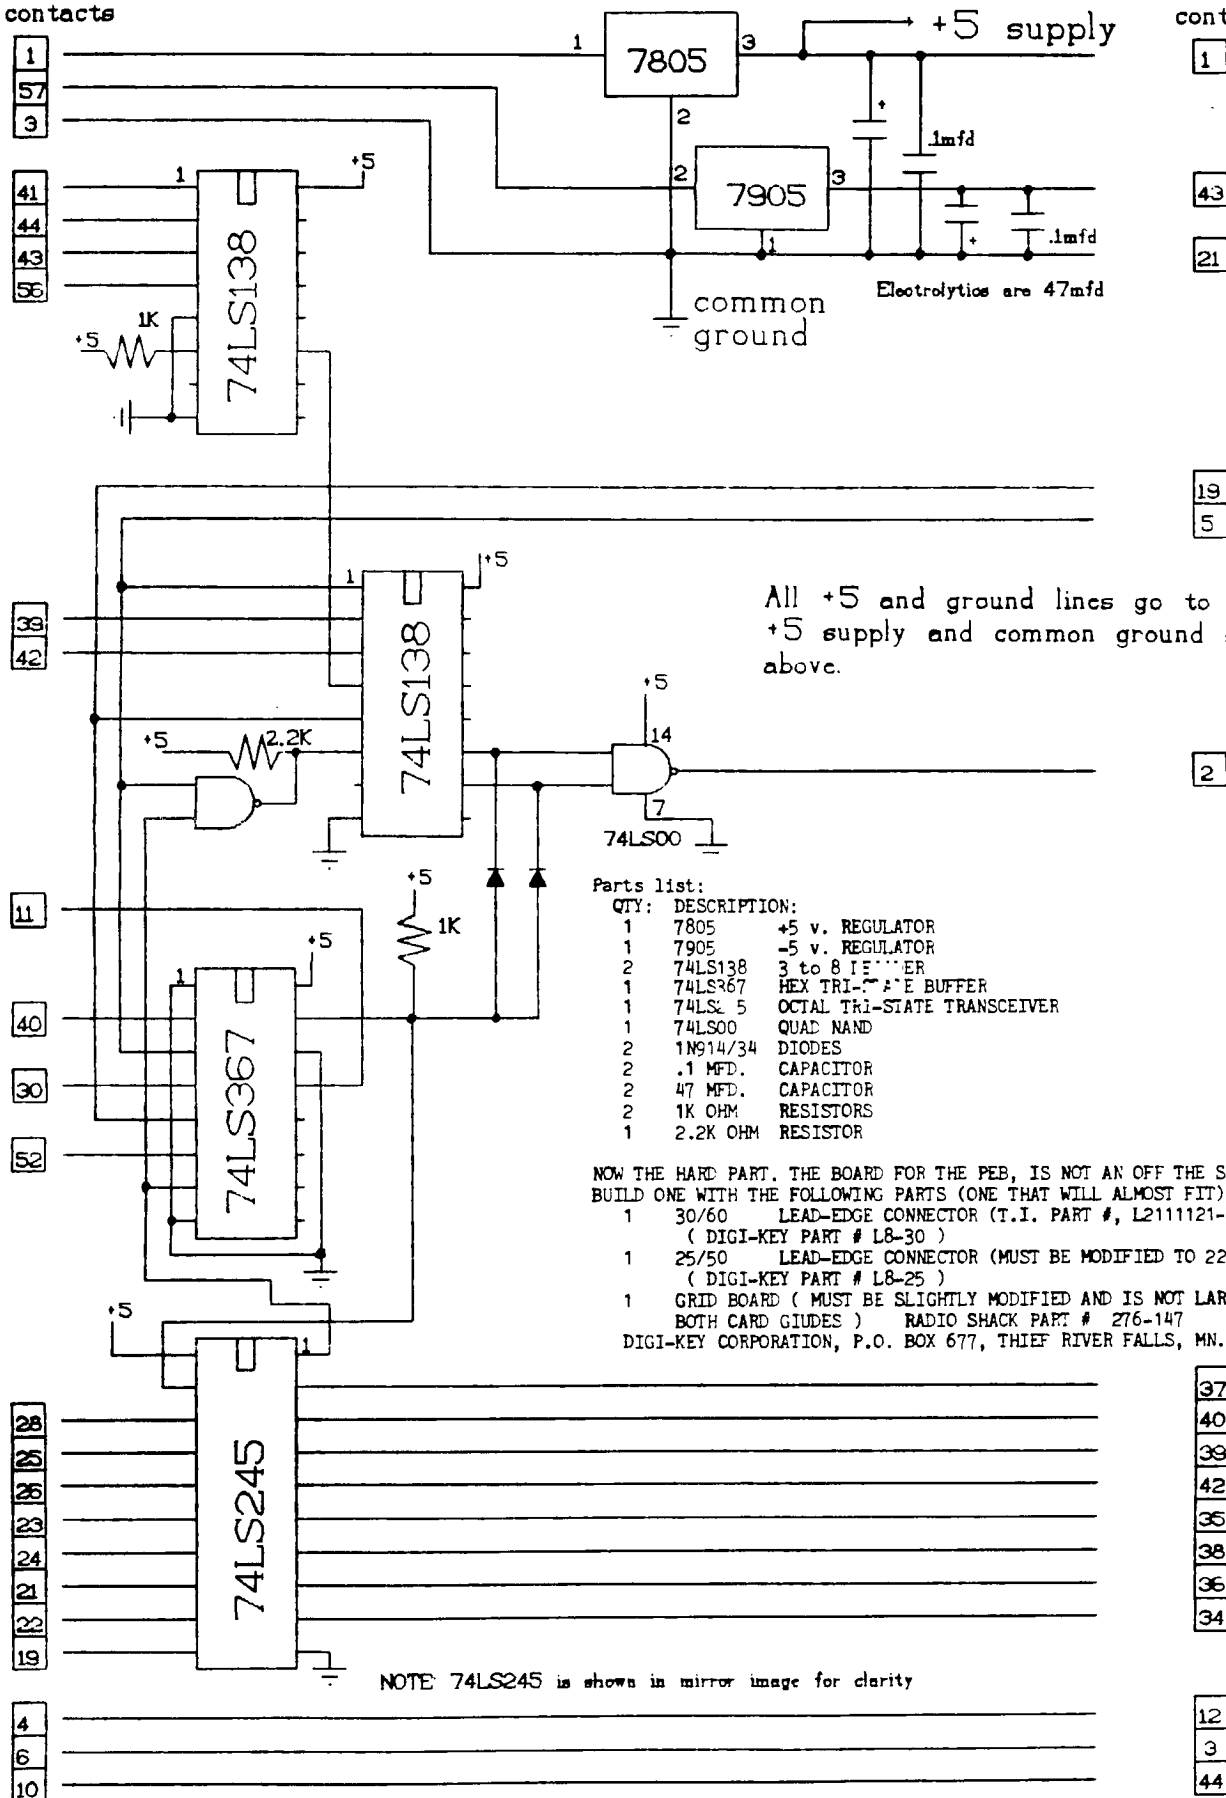 contacts
cont
1
57
3
1
7805
3
2
+5 supply
1
+
.1mfd
2
7905
3
1
+
.1mfd
43
21
Electrolytics are 47mfd
common
ground
41
44
43
56
1
+5
74LS138
1K
+5
19
5
1
+5
39
42
74LS138
All +5 and ground lines go to
+5 supply and common ground
above.
+5
2.2K
+5
14
7
74LS00
2
11
+5
1K
1
+5
40
30
52
74LS367
Parts list:
QTY: DESCRIPTION:
1 7805 +5 v. REGULATOR
1 7905 -5 v. REGULATOR
2 74LS138 3 to 8
1 74LS367 HEX BUFFER
1 OCTAL TRI-STATE TRANSCEIVER
1 74LS00 QUAD NAND
2 1N914/34 DIODES
2 .1 MFD. CAPACITOR
2 47 MFD. CAPACITOR
2 1K OHM RESISTORS
1 2.2K OHM RESISTOR
NOW THE HARD PART. THE BOARD FOR THE PEB, IS NOT AN OFF THE S
BUILD ONE WITH THE FOLLOWING PARTS (ONE THAT WILL ALMOST FIT)
1 30/60 LEAD-EDGE CONNECTOR (T.I. PART #, L2111121-
( DIGI-KEY PART # L8-30 )
1 25/50 LEAD-EDGE CONNECTOR (MUST BE MODIFIED TO 22
( DIGI-KEY PART # L8-25 )
1 GRID BOARD ( MUST BE SLIGHTLY MODIFIED AND IS NOT LAR
BOTH CARD GIUDES ) RADIO SHACK PART # 276-147
DIGI-KEY CORPORATION, P.O. BOX 677, THIEF RIVER FALLS, MN.
+5
1
74LS245
28
25
26
23
24
21
22
19
37
40
39
42
35
38
36
34
NOTE: 74LS245 is shown in mirror image for clarity
4
6
10
12
3
44